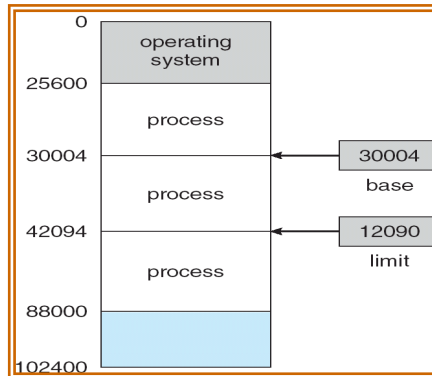 0
operating
system
25600
process
30004
30004
base
process
42094
12090
limit
process
88000
102400